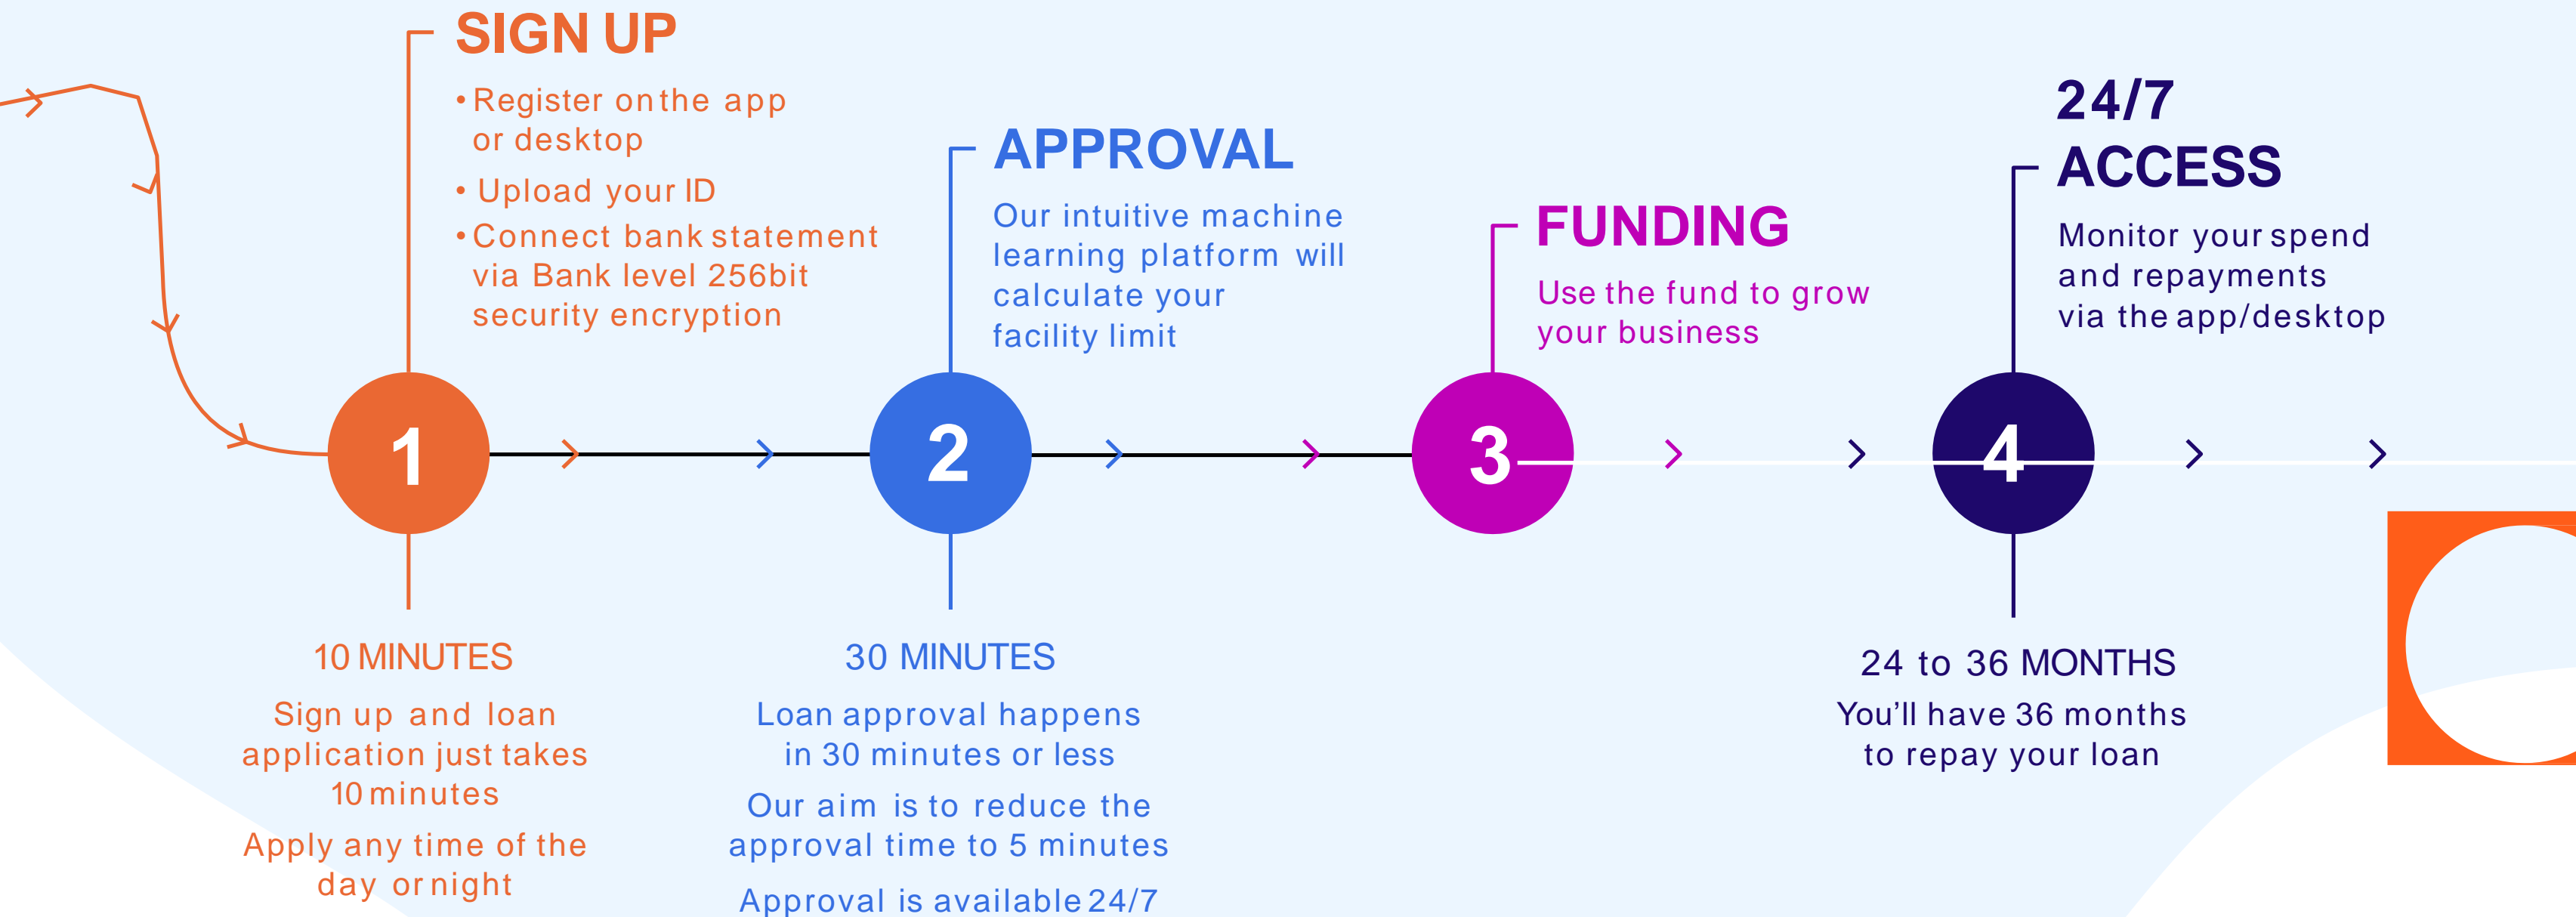 SIGN UP
• Register on the app
or desktop
• Upload your ID
• Connect bank statement
via Bank level 256bit
security encryption
1
10 MINUTES
Sign up and loan
application just takes
10 minutes
Apply any time of the
day or night
APPROVAL
Our intuitive machine
learning platform will
calculate your
facility limit
2
30 MINUTES
Loan approval happens
in 30 minutes or less
Our aim is to reduce the
approval time to 5 minutes
Approval is available 24/7
FUNDING
Use the fund to grow
your business
3
24/7
ACCESS
Monitor your spend
and repayments
via the app/desktop
4
24 to 36 MONTHS
You'll have 36 months
to repay your loan